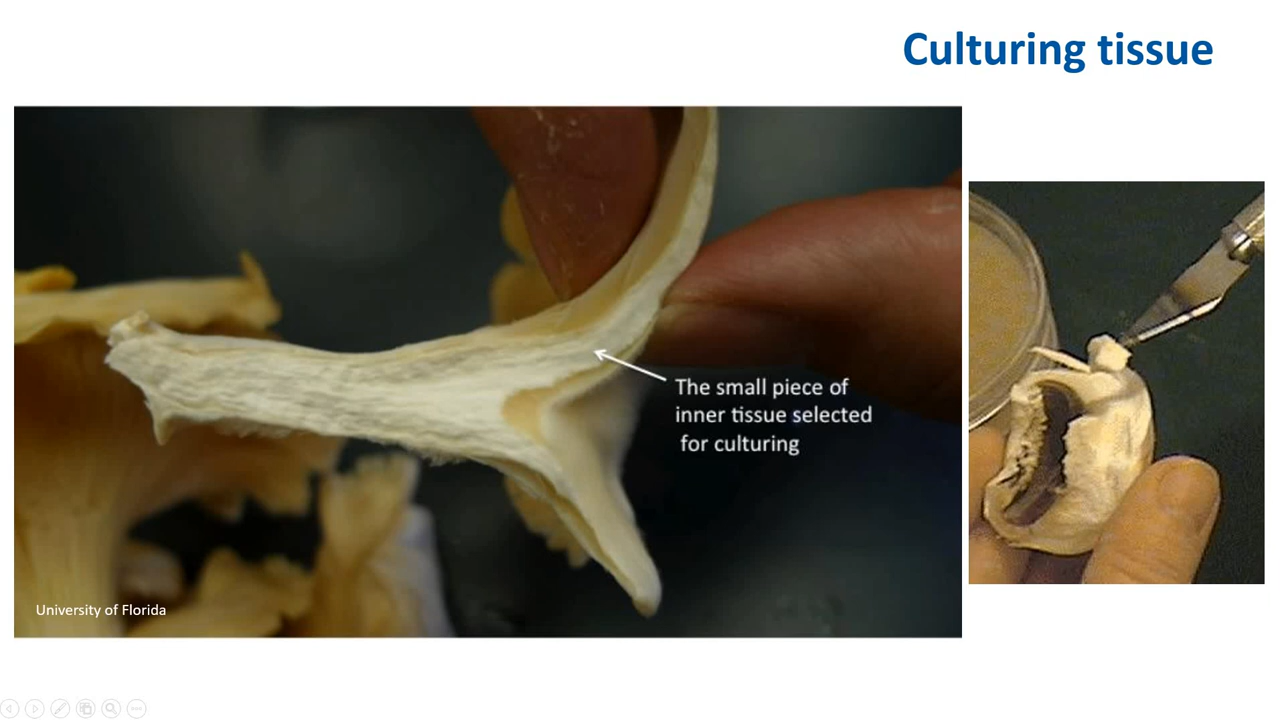 Culturing tissue
The small piece of
inner tissue selected
for culturing
University of Florida